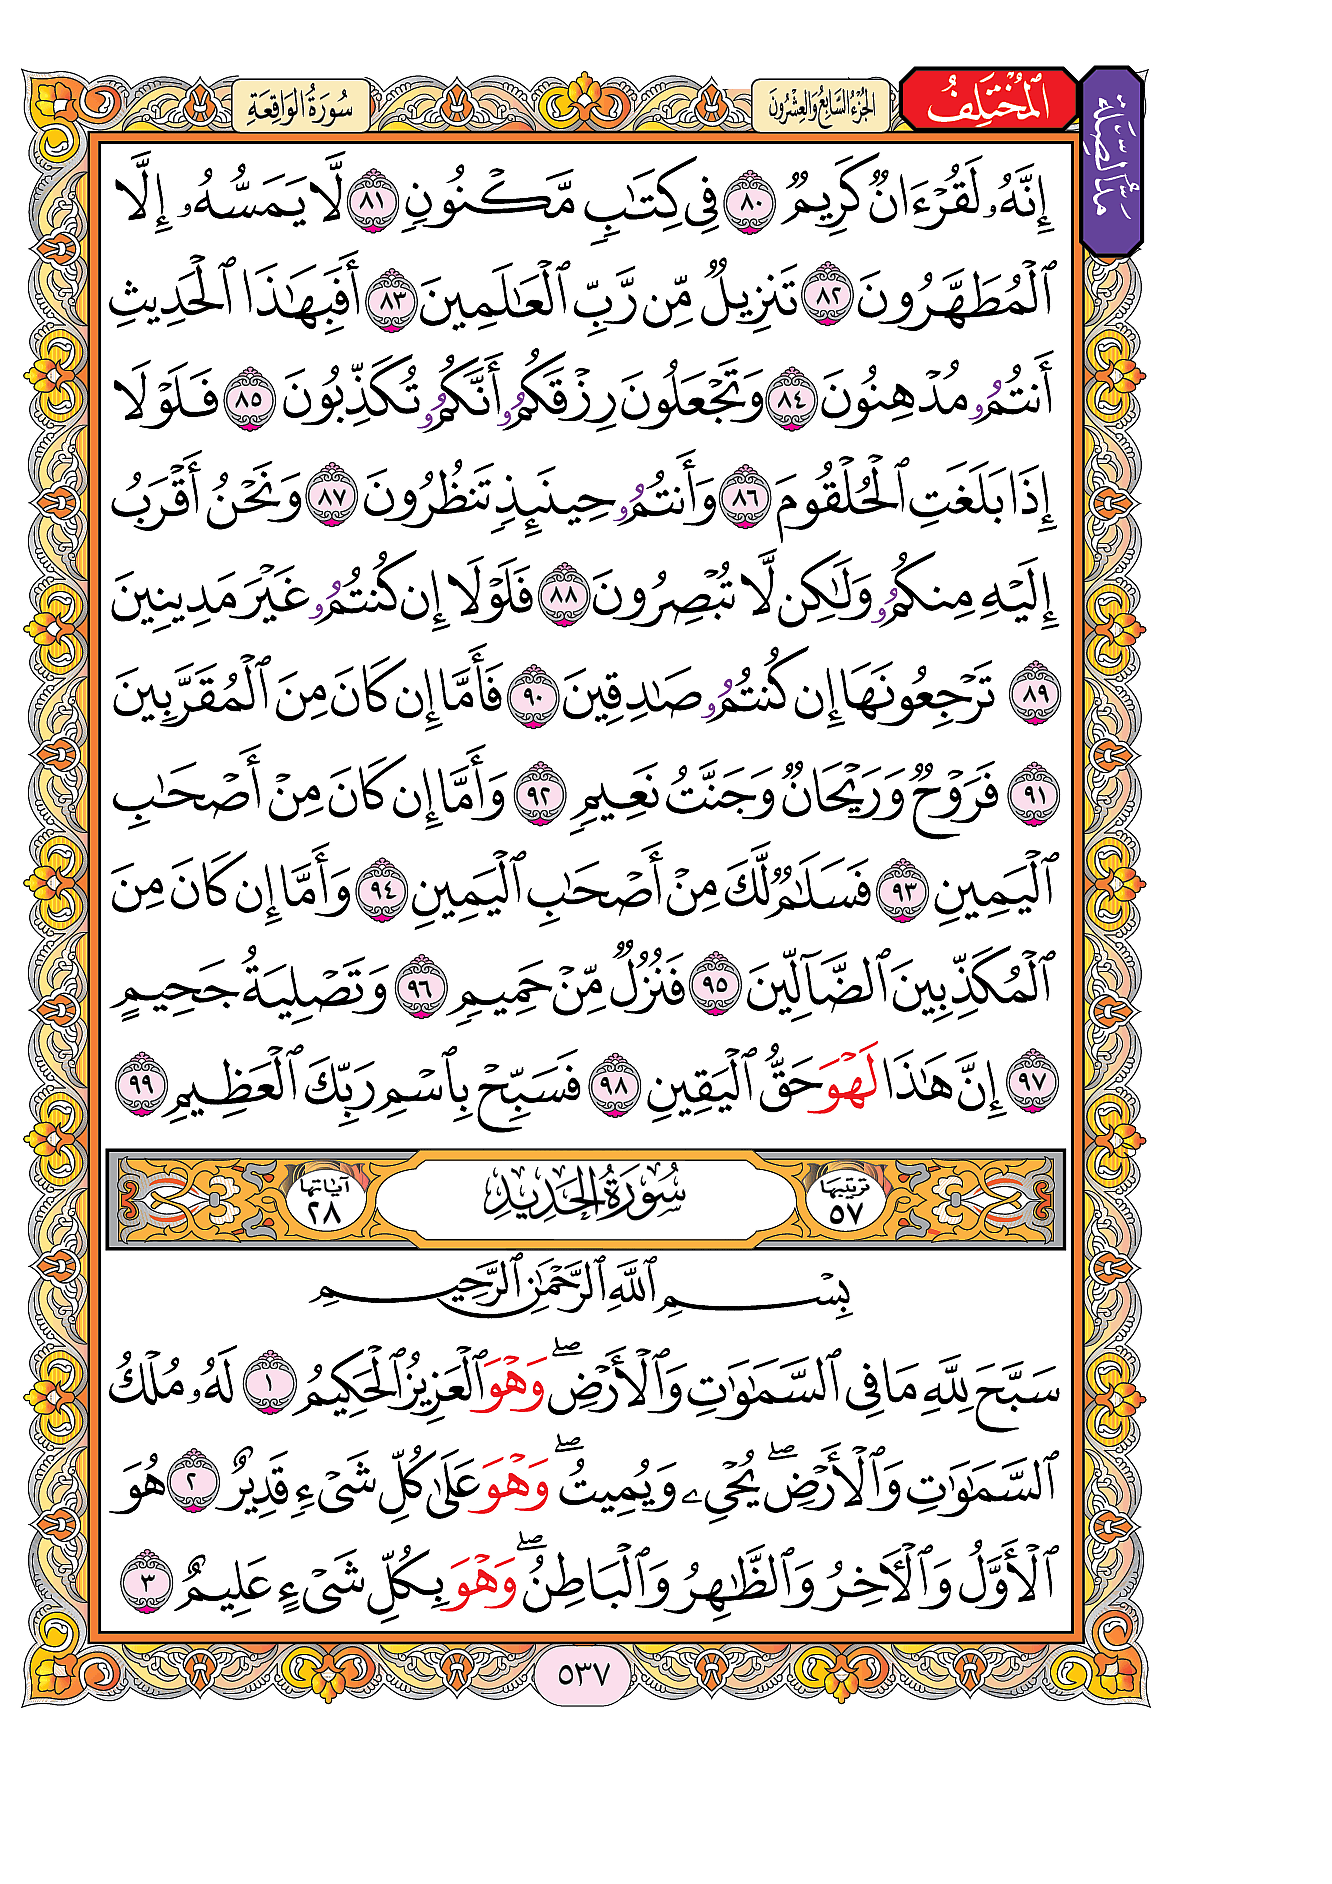 سُورَةُ الوَاقِعَةِ
الجُزْءُ السَّابِعُ وَالعِشْرُونَ
المُخْتَلِفُ
مَدُّ الصِّلَة
إِنَّهُۥ لَقُرْءَانٌ كَرِيمٌ ٨٠ فِى كِتَٰبٍ مَّكْنُونٍ ٨١ لَّا يَمَسُّهُۥ إِلَّا
ٱلْمُطَهَّرُونَ ٨٢ تَنزِيلٌ مِّن رَّبِّ ٱلْعَٰلَمِينَ ٨٣ أَفَبِهَٰذَا ٱلْحَدِيثِ
أَنتُمُۥ مُدْهِنُونَ ٨٤ وَتَجْعَلُونَ رِزْقَكُمُۥ أَنَّكُمُۥ تُكَذِّبُونَ ٨٥ فَلَوْلَا
إِذَا بَلَغَتِ ٱلْحُلْقُومَ ٨٦ وَأَنتُمُۥ حِينَئِذٍ تَنظُرُونَ ٨٧ وَنَحْنُ أَقْرَبُ
إِلَيْهِ مِنكُمُۥ وَلَٰكِن لَّا تُبْصِرُونَ ٨٨ فَلَوْلَا إِن كُنتُمُۥ غَيْرَ مَدِينِينَ
٨٩ تَرْجِعُونَهَا إِن كُنتُمُۥ صَٰدِقِينَ ٩٠ فَأَمَّا إِن كَانَ مِنَ ٱلْمُقَرَّبِينَ
٩١ فَرَوْحٌ وَرَيْحَانٌ وَجَنَّتُ نَعِيمٍ ٩٢ وَأَمَّا إِن كَانَ مِنْ أَصْحَٰبِ
ٱلْيَمِينِ ٩٣ فَسَلَٰمٌ لَّكَ مِنْ أَصْحَٰبِ ٱلْيَمِينِ ٩٤ وَأَمَّا إِن كَانَ مِنَ
ٱلْمُكَذِّبِينَ ٱلضَّآلِّينَ ٩٥ فَنُزُلٌ مِّنْ حَمِيمٍ ٩٦ وَتَصْلِيَةُ جَحِيمٍ
٩٧ إِنَّ هَٰذَا لَهْوَ حَقُّ ٱلْيَقِينِ ٩٨ فَسَبِّحْ بِٱسْمِ رَبِّكَ ٱلْعَظِيمِ ٩٩
ترتيبها ٥٧ سُورَةُ الحَدِيدِ آياتها ٢٨
بِسْمِ ٱللَّهِ ٱلرَّحْمَٰنِ ٱلرَّحِيمِ
سَبَّحَ لِلَّهِ مَا فِى ٱلسَّمَٰوَٰتِ وَٱلْأَرْضِۖ وَهْوَ ٱلْعَزِيزُ ٱلْحَكِيمُ ١ لَهُۥ مُلْكُ
ٱلسَّمَٰوَٰتِ وَٱلْأَرْضِۖ يُحْىِۦ وَيُمِيتُۖ وَهْوَ عَلَىٰ كُلِّ شَىْءٍ قَدِيرٌ ٢ هُوَ
ٱلْأَوَّلُ وَٱلْأَخِرُ وَٱلظَّٰهِرُ وَٱلْبَاطِنُۖ وَهْوَ بِكُلِّ شَىْءٍ عَلِيمٌ ٣
٥٣٧